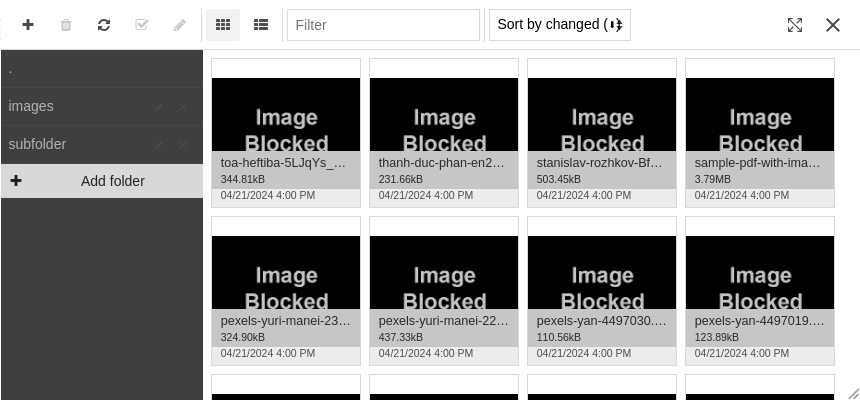 Filter
Sort by changed (⬇)
.
images
subfolder
Add folder
Image Blocked
toa-heftiba-5LJqYs_...
344.81kB
04/21/2024 4:00 PM
Image Blocked
thanh-duc-phan-en2...
231.66kB
04/21/2024 4:00 PM
Image Blocked
stanislav-rozhkov-Bf...
503.45kB
04/21/2024 4:00 PM
Image Blocked
sample-pdf-with-ima...
3.79MB
04/21/2024 4:00 PM
Image Blocked
pexels-yuri-manei-23...
324.90kB
04/21/2024 4:00 PM
Image Blocked
pexels-yuri-manei-22...
437.33kB
04/21/2024 4:00 PM
Image Blocked
pexels-yan-4497030....
110.56kB
04/21/2024 4:00 PM
Image Blocked
pexels-yan-4497019....
123.89kB
04/21/2024 4:00 PM